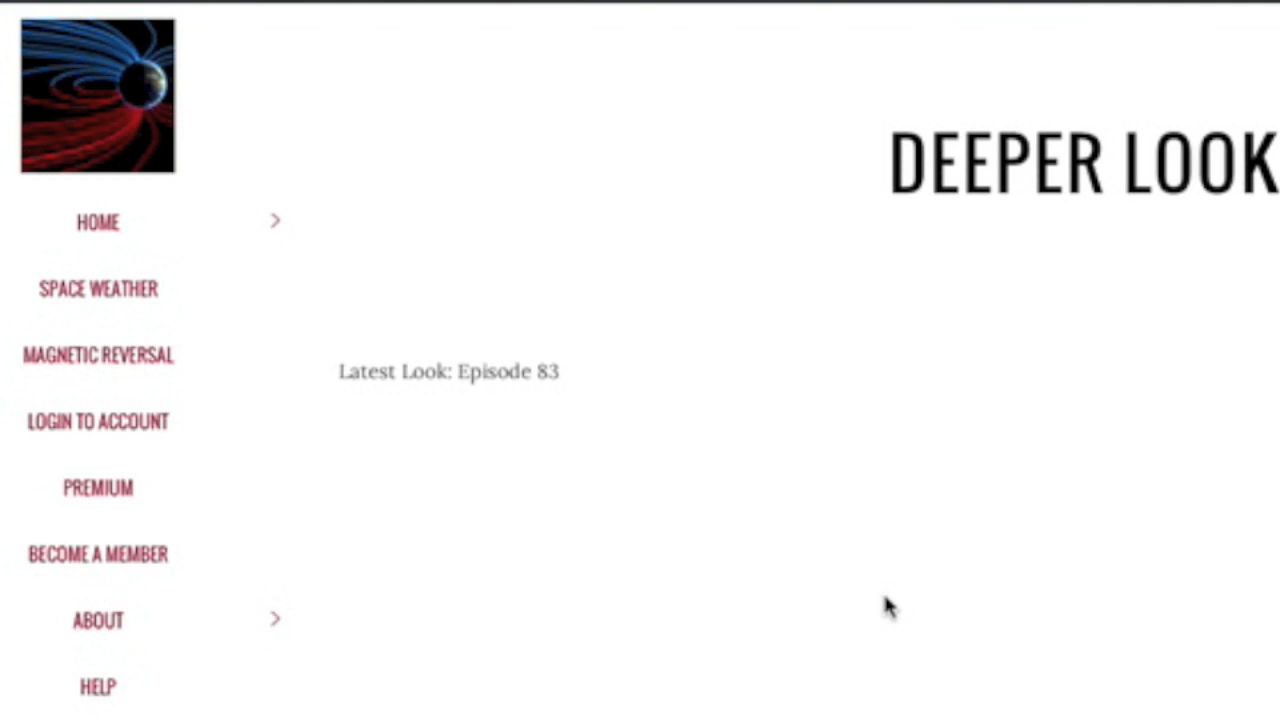 DEEPER LOOK
HOME
SPACE WEATHER
MAGNETIC REVERSAL
LOGIN TO ACCOUNT
PREMIUM
BECOME A MEMBER
ABOUT
HELP
Latest Look: Episode 83